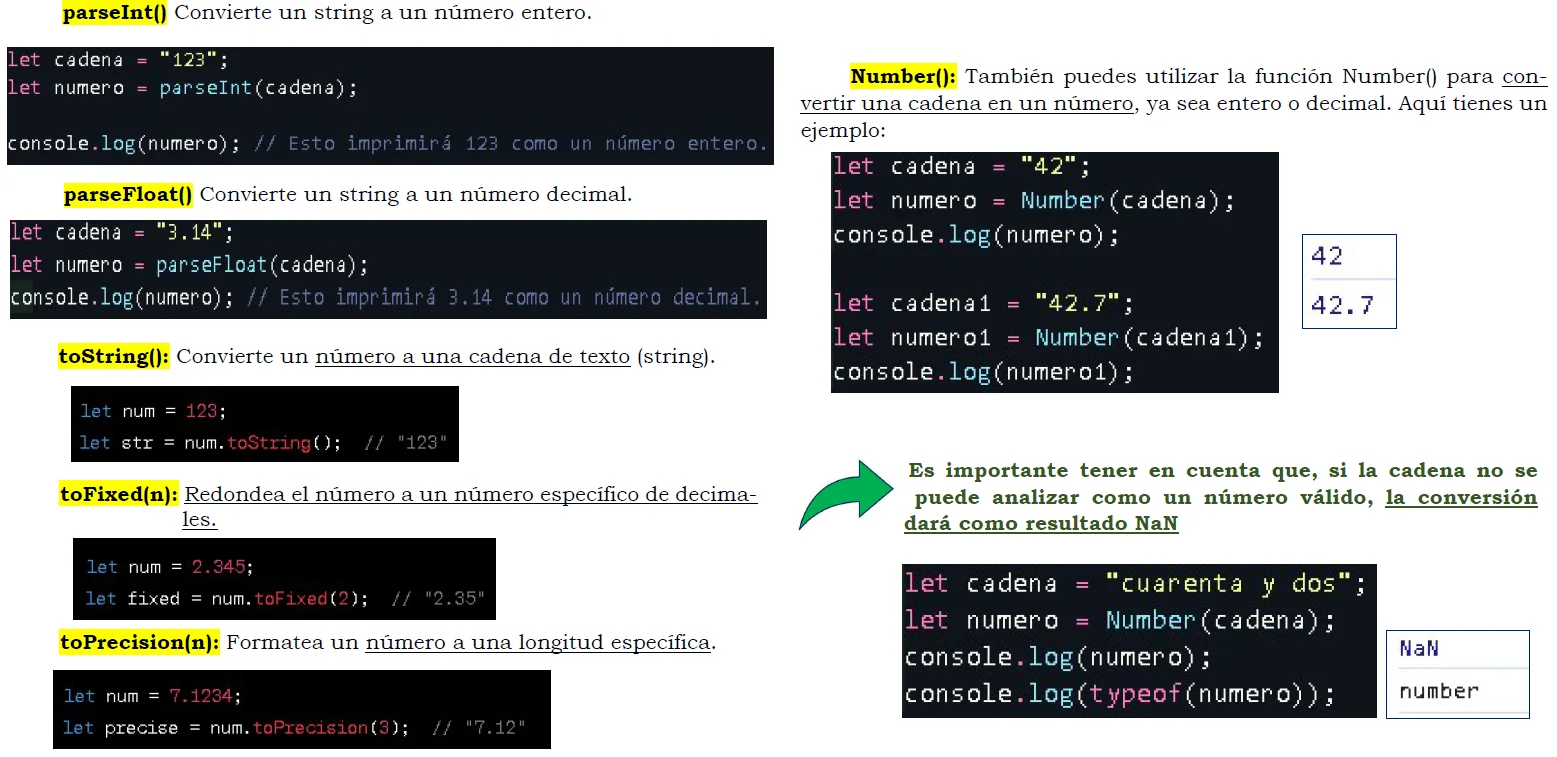 parseInt() Convierte un string a un número entero.
let cadena = "123";
let numero = parseInt(cadena);
console.log(numero); // Esto imprimirá 123 como un número entero.
parseFloat() Convierte un string a un número decimal.
let cadena = "3.14";
let numero = parseFloat(cadena);
console.log(numero); // Esto imprimirá 3.14 como un número decimal.
toString(): Convierte un número a una cadena de texto (string).
let num = 123;
let str = num.toString(); // "123"
toFixed(n): Redondea el número a un número específico de decima-
les.
let num = 2.345;
let fixed = num.toFixed(2); // "2.35"
toPrecision(n): Formatea un número a una longitud específica.
let num = 7.1234;
let precise = num.toPrecision(3); // "7.12"
Number(): También puedes utilizar la función Number() para con-
vertir una cadena en un número, ya sea entero o decimal. Aquí tienes un
ejemplo:
let cadena = "42";
let numero = Number(cadena);
console.log(numero);
let cadena1 = "42.7";
let numero1 = Number(cadena1);
console.log(numero1);
42
42.7
Es importante tener en cuenta que, si la cadena no se
puede analizar como un número válido, la conversión
dará como resultado NaN
let cadena = "cuarenta y dos";
let numero = Number(cadena);
console.log(numero);
console.log(typeof(numero));
NaN
number